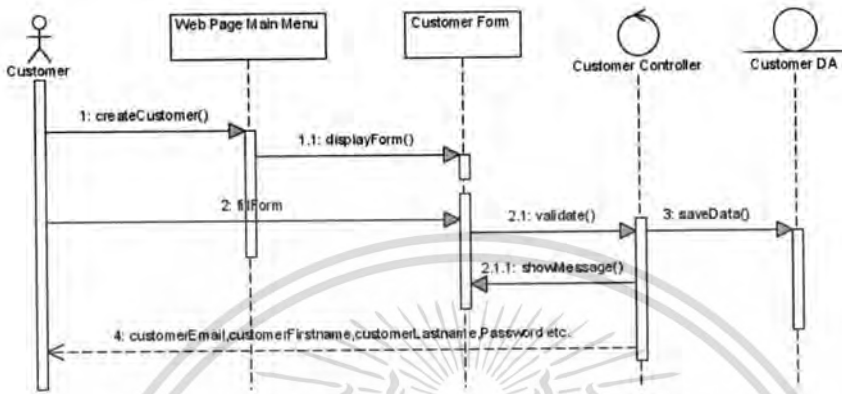 Web Page Main Menu
Customer Form
Customer
Customer Controller
Customer DA
1: createCustomer()
1.1: displayForm()
2: fillForm
2.1: validate()
3: saveData()
2.1.1: showMessage()
4: customerEmail,customerFirstname,customerLastname,Password etc.